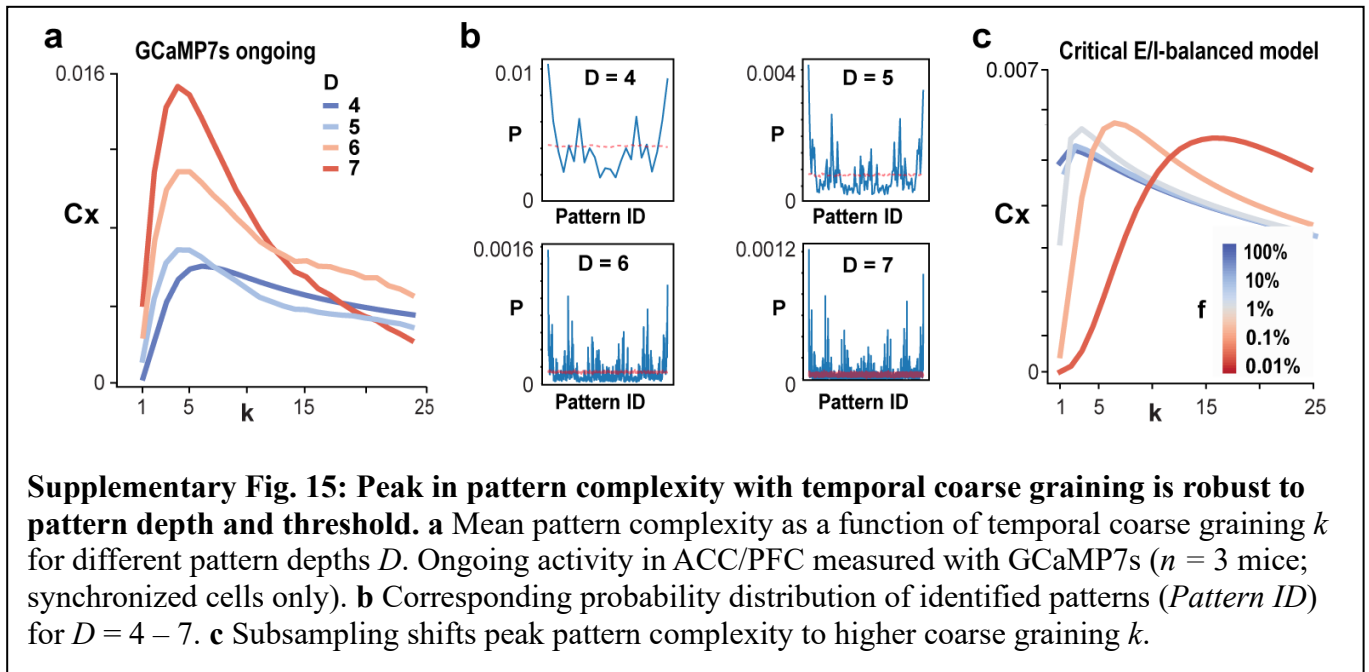 a
GCaMP7s ongoing
0.016
Cx
0
D
4
5
6
7
1 5 15 25
k
b
0.01
D = 4
P
0
Pattern ID
0.004
D = 5
P
0
Pattern ID
0.0016
D = 6
P
0
Pattern ID
0.0012
D = 7
P
0
Pattern ID
c
Critical E/I-balanced model
0.007
Cx
0
f
100%
10%
1%
0.1%
0.01%
1 5 15 25
k
Supplementary Fig. 15: Peak in pattern complexity with temporal coarse graining is robust to
pattern depth and threshold. a Mean pattern complexity as a function of temporal coarse graining k
for different pattern depths D. Ongoing activity in ACC/PFC measured with GCaMP7s (n = 3 mice;
synchronized cells only). b Corresponding probability distribution of identified patterns (Pattern ID)
for D = 4 – 7. c Subsampling shifts peak pattern complexity to higher coarse graining k.